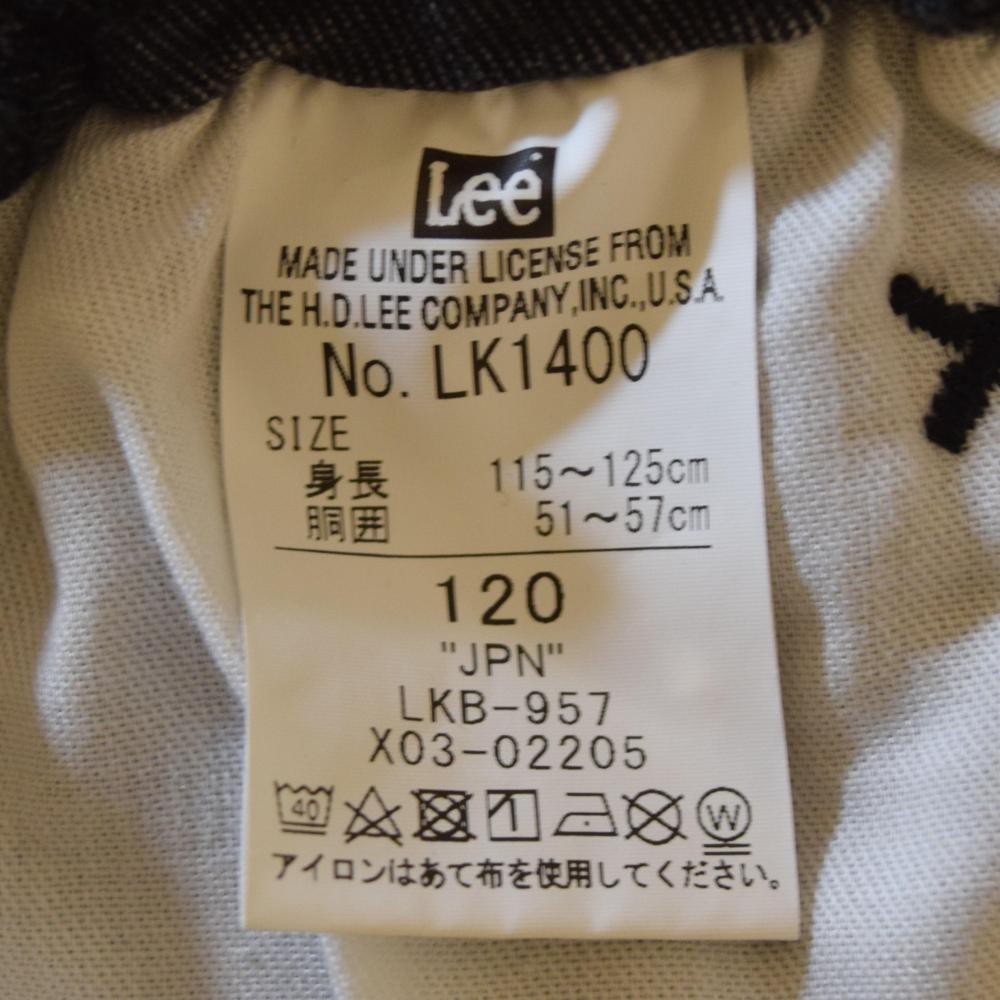 Lee
MADE UNDER LICENSE FROM
THE H.D.LEE COMPANY,INC.,U.S.A.
No. LK1400
SIZE
身長 115〜125cm
胴囲 51〜57cm
120
"JPN"
LKB-957
X03-02205
40 W
アイロンはあて布を使用してください。